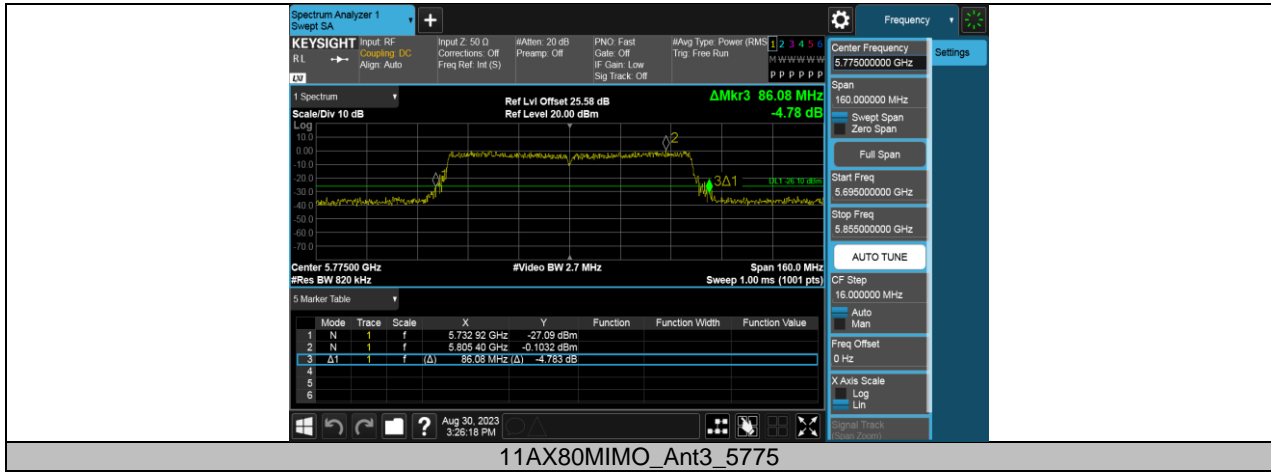 Spectrum Analyzer 1
Swept SA
+
Frequency
KEYSIGHT
RL
LXI
Input: RF
Coupling: DC
Align: Auto
Input Z: 50 Ω
Corrections: Off
Freq Ref: Int (S)
#Atten: 20 dB
Preamp: Off
PNO: Fast
Gate: Off
IF Gain: Low
Sig Track: Off
#Avg Type: Power (RMS
Trig: Free Run
1 2 3 4 5 6
M W W W W W
P P P P P P
1 Spectrum
Scale/Div 10 dB
Ref Lvl Offset 25.58 dB
Ref Level 20.00 dBm
ΔMkr3 86.08 MHz
-4.78 dB
Log
10.0
0.00
-10.0
-20.0
-30.0
-40.0
-50.0
-60.0
-70.0
2
3Δ1
DL1 -26.10 dBm
Center 5.77500 GHz
#Res BW 820 kHz
#Video BW 2.7 MHz
Span 160.0 MHz
Sweep 1.00 ms (1001 pts)
5 Marker Table
Mode Trace Scale X Y Function Function Width Function Value
1 N 1 f 5.732 92 GHz -27.09 dBm
2 N 1 f 5.805 40 GHz -0.1032 dBm
3 Δ1 1 f (Δ) 86.08 MHz (Δ) -4.783 dB
4
5
6
?
Aug 30, 2023
3:26:18 PM
Center Frequency
5.775000000 GHz
Settings
Span
160.000000 MHz
Swept Span
Zero Span
Full Span
Start Freq
5.695000000 GHz
Stop Freq
5.855000000 GHz
AUTO TUNE
CF Step
16.000000 MHz
Auto
Man
Freq Offset
0 Hz
X Axis Scale
Log
Lin
Signal Track
(Span Zoom)
11AX80MIMO_Ant3_5775